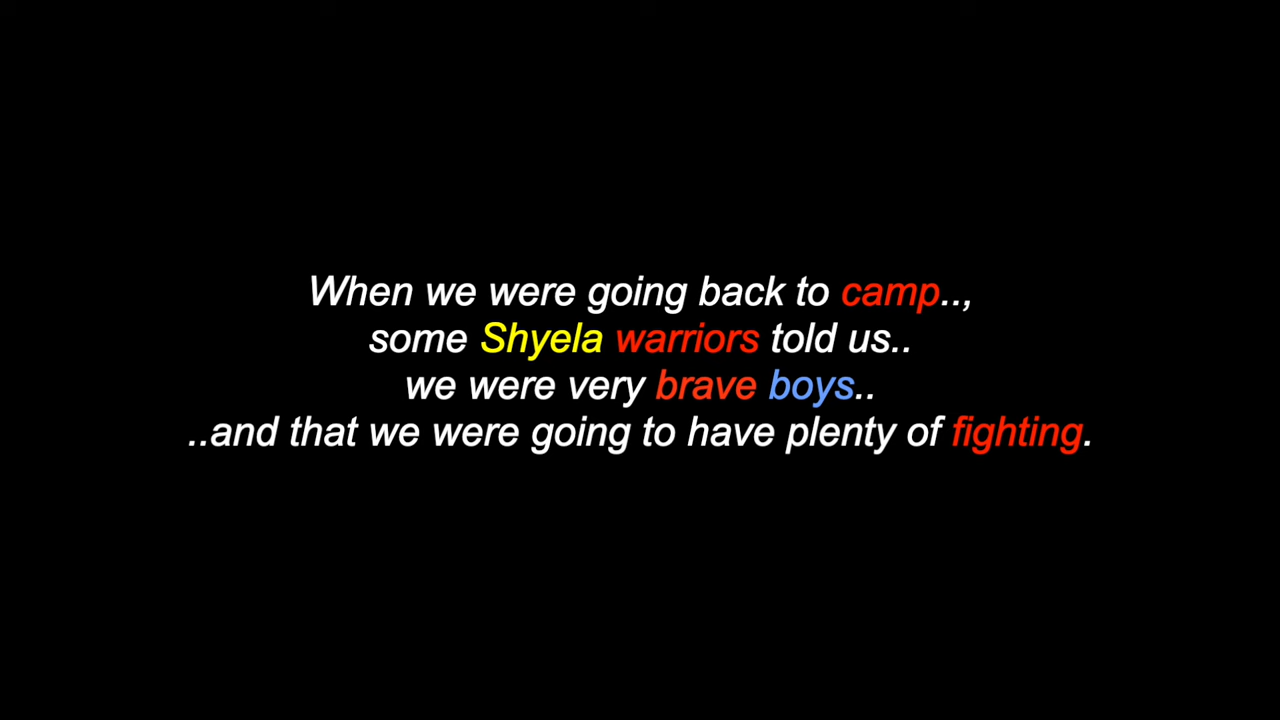 When we were going back to camp..,
some Shyela warriors told us..
we were very brave boys..
..and that we were going to have plenty of fighting.